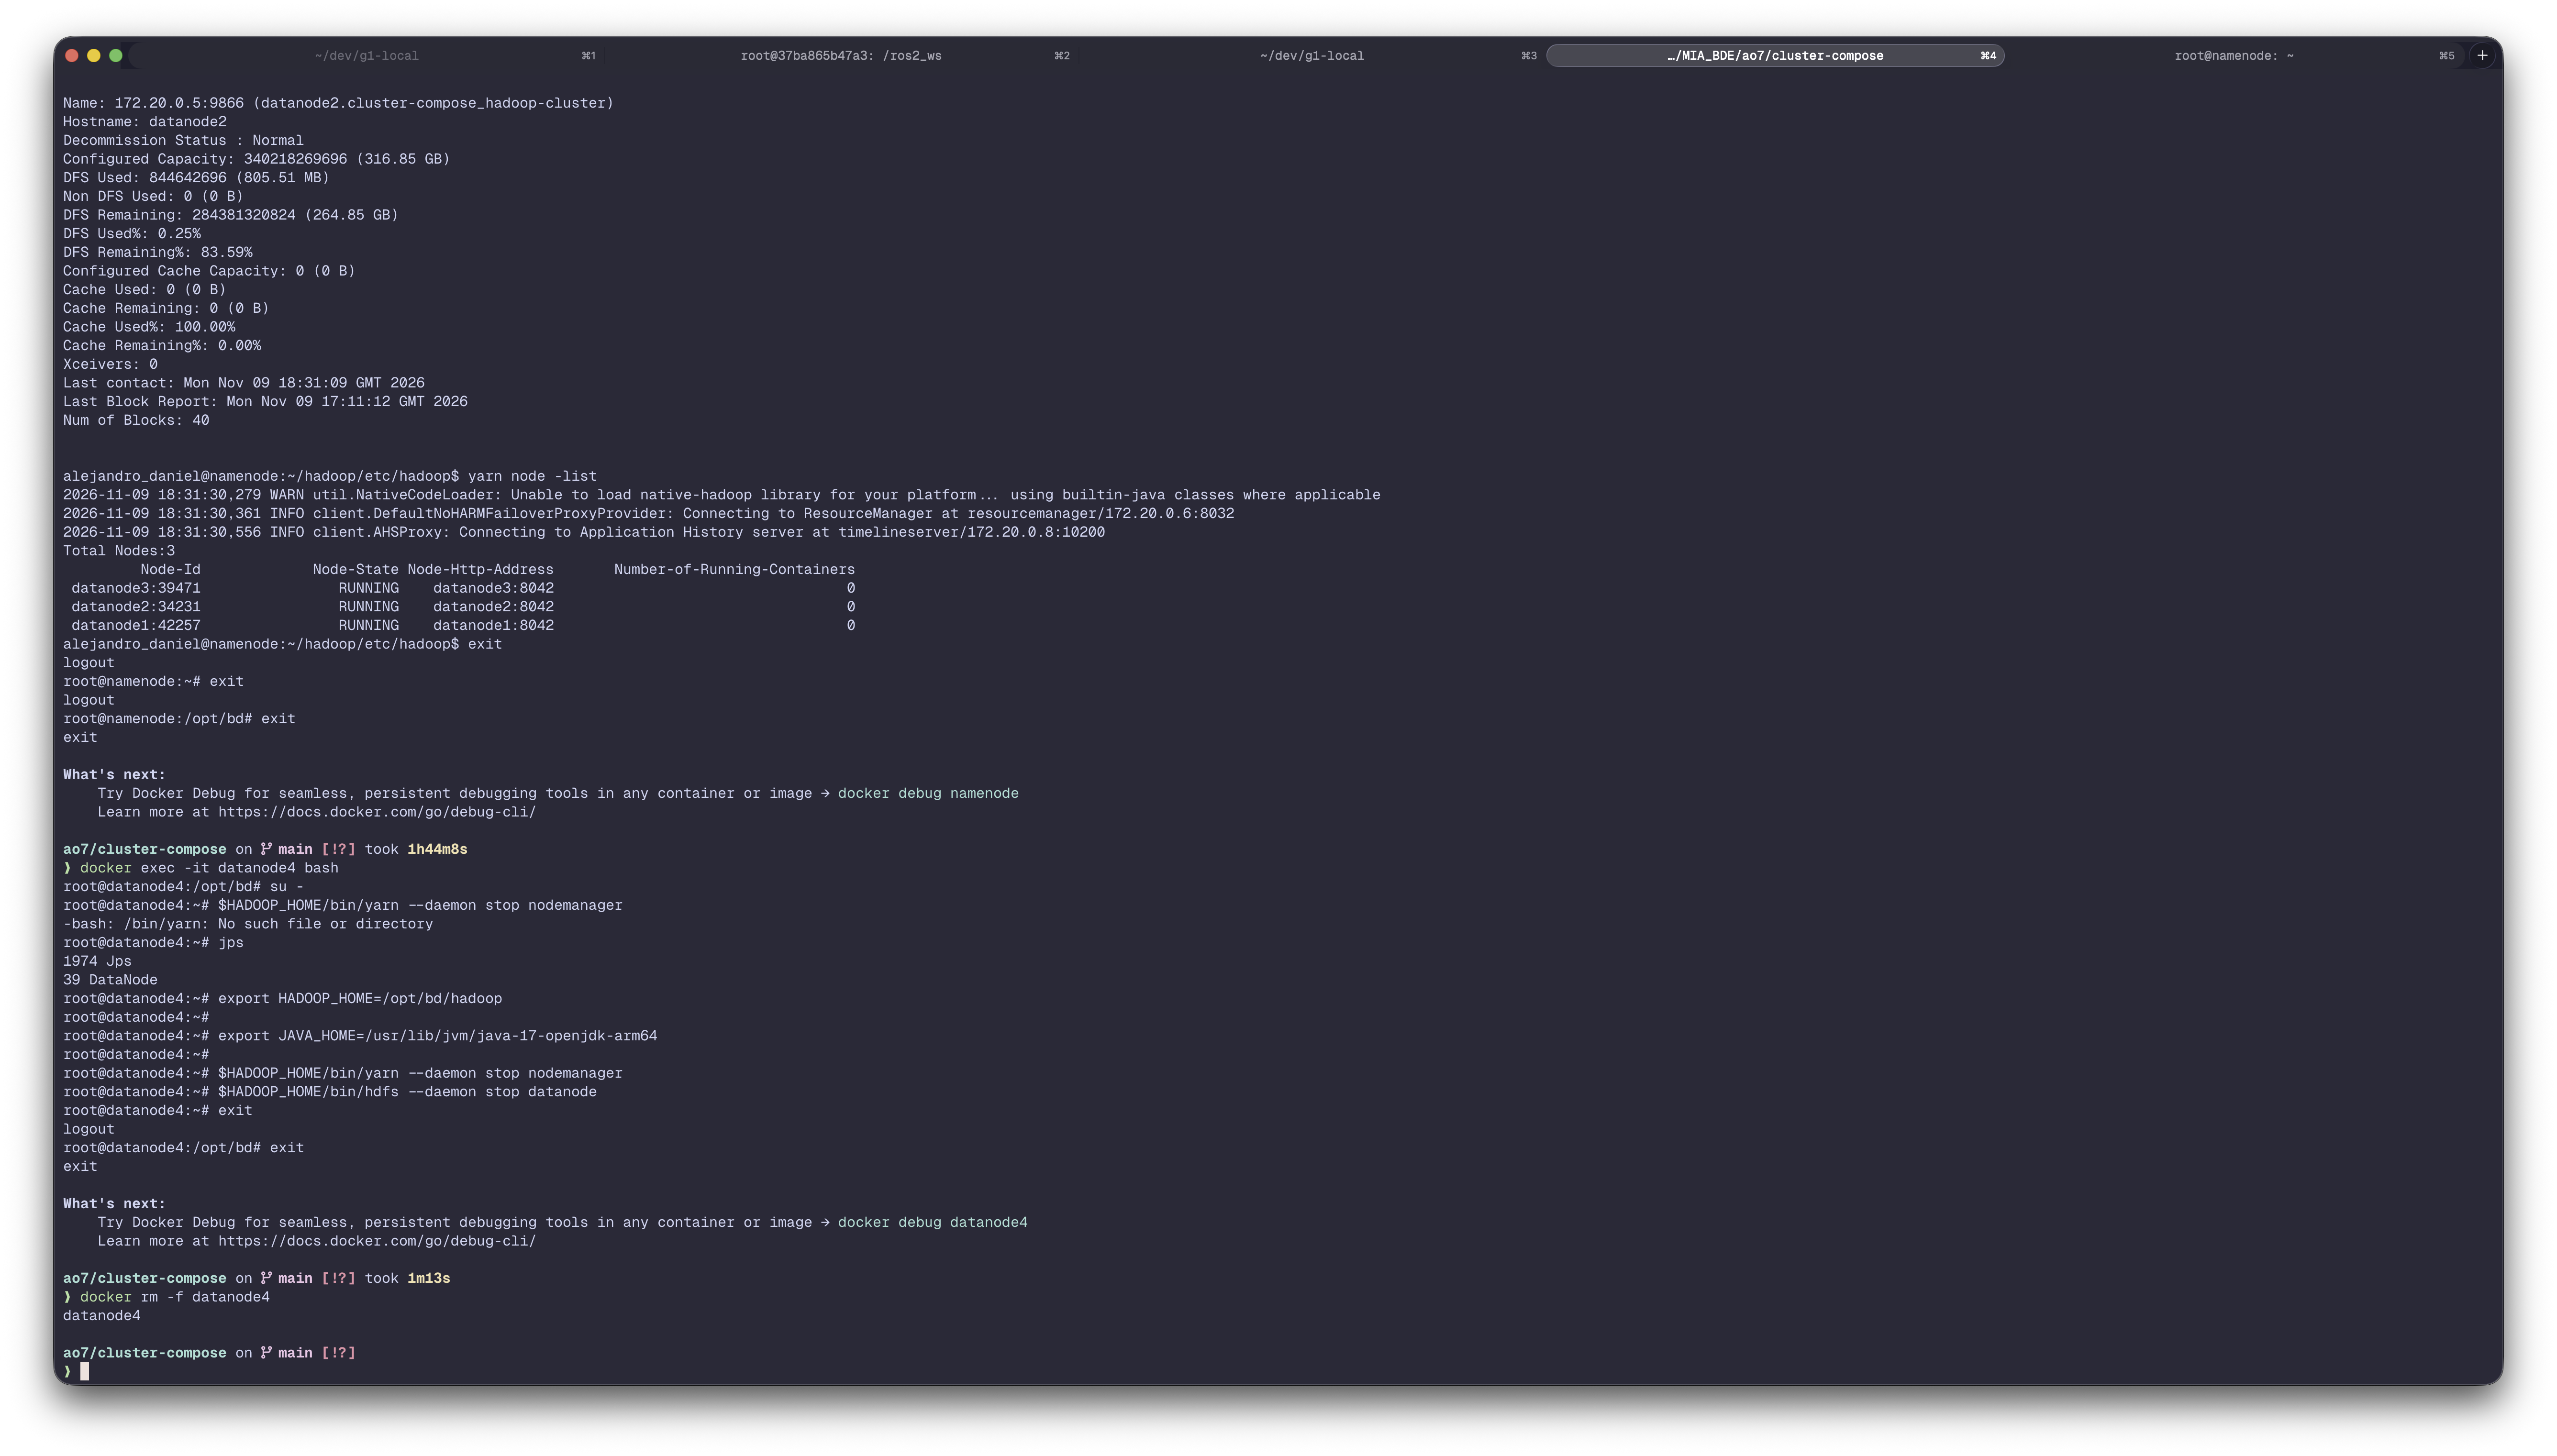 ~/dev/g1-local ⌘1 root@37ba865b47a3: /ros2_ws ⌘2 ~/dev/g1-local ⌘3 …/MIA_BDE/ao7/cluster-compose ⌘4 root@namenode: ~ ⌘5 +
Name: 172.20.0.5:9866 (datanode2.cluster-compose_hadoop-cluster)
Hostname: datanode2
Decommission Status : Normal
Configured Capacity: 340218269696 (316.85 GB)
DFS Used: 844642696 (805.51 MB)
Non DFS Used: 0 (0 B)
DFS Remaining: 284381320824 (264.85 GB)
DFS Used%: 0.25%
DFS Remaining%: 83.59%
Configured Cache Capacity: 0 (0 B)
Cache Used: 0 (0 B)
Cache Remaining: 0 (0 B)
Cache Used%: 100.00%
Cache Remaining%: 0.00%
Xceivers: 0
Last contact: Mon Nov 09 18:31:09 GMT 2026
Last Block Report: Mon Nov 09 17:11:12 GMT 2026
Num of Blocks: 40
alejandro_daniel@namenode:~/hadoop/etc/hadoop$ yarn node -list
2026-11-09 18:31:30,279 WARN util.NativeCodeLoader: Unable to load native-hadoop library for your platform... using builtin-java classes where applicable
2026-11-09 18:31:30,361 INFO client.DefaultNoHARMFailoverProxyProvider: Connecting to ResourceManager at resourcemanager/172.20.0.6:8032
2026-11-09 18:31:30,556 INFO client.AHSProxy: Connecting to Application History server at timelineserver/172.20.0.8:10200
Total Nodes:3
Node-Id Node-State Node-Http-Address Number-of-Running-Containers
datanode3:39471 RUNNING datanode3:8042 0
datanode2:34231 RUNNING datanode2:8042 0
datanode1:42257 RUNNING datanode1:8042 0
alejandro_daniel@namenode:~/hadoop/etc/hadoop$ exit
logout
root@namenode:~# exit
logout
root@namenode:/opt/bd# exit
exit
What's next:
Try Docker Debug for seamless, persistent debugging tools in any container or image → docker debug namenode
Learn more at https://docs.docker.com/go/debug-cli/
ao7/cluster-compose on main [!?] took 1h44m8s
❯ docker exec -it datanode4 bash
root@datanode4:/opt/bd# su -
root@datanode4:~# $HADOOP_HOME/bin/yarn --daemon stop nodemanager
-bash: /bin/yarn: No such file or directory
root@datanode4:~# jps
1974 Jps
39 DataNode
root@datanode4:~# export HADOOP_HOME=/opt/bd/hadoop
root@datanode4:~#
root@datanode4:~# export JAVA_HOME=/usr/lib/jvm/java-17-openjdk-arm64
root@datanode4:~#
root@datanode4:~# $HADOOP_HOME/bin/yarn --daemon stop nodemanager
root@datanode4:~# $HADOOP_HOME/bin/hdfs --daemon stop datanode
root@datanode4:~# exit
logout
root@datanode4:/opt/bd# exit
exit
What's next:
Try Docker Debug for seamless, persistent debugging tools in any container or image → docker debug datanode4
Learn more at https://docs.docker.com/go/debug-cli/
ao7/cluster-compose on main [!?] took 1m13s
❯ docker rm -f datanode4
datanode4
ao7/cluster-compose on main [!?]
❯